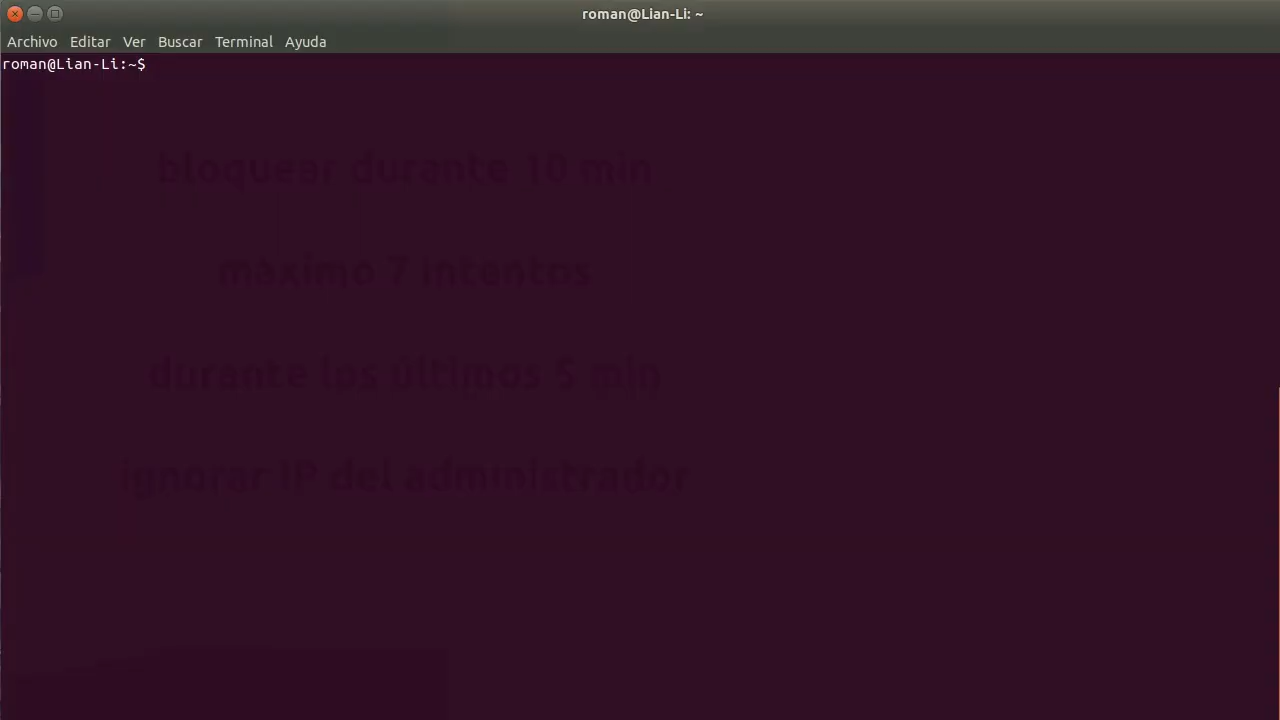 roman@Lian-Li: ~
Archivo Editar Ver Buscar Terminal Ayuda
roman@Lian-Li:~$
bloquear durante 10 min
máximo 7 intentos
durante los últimos 5 min
ignorar IP del administrador